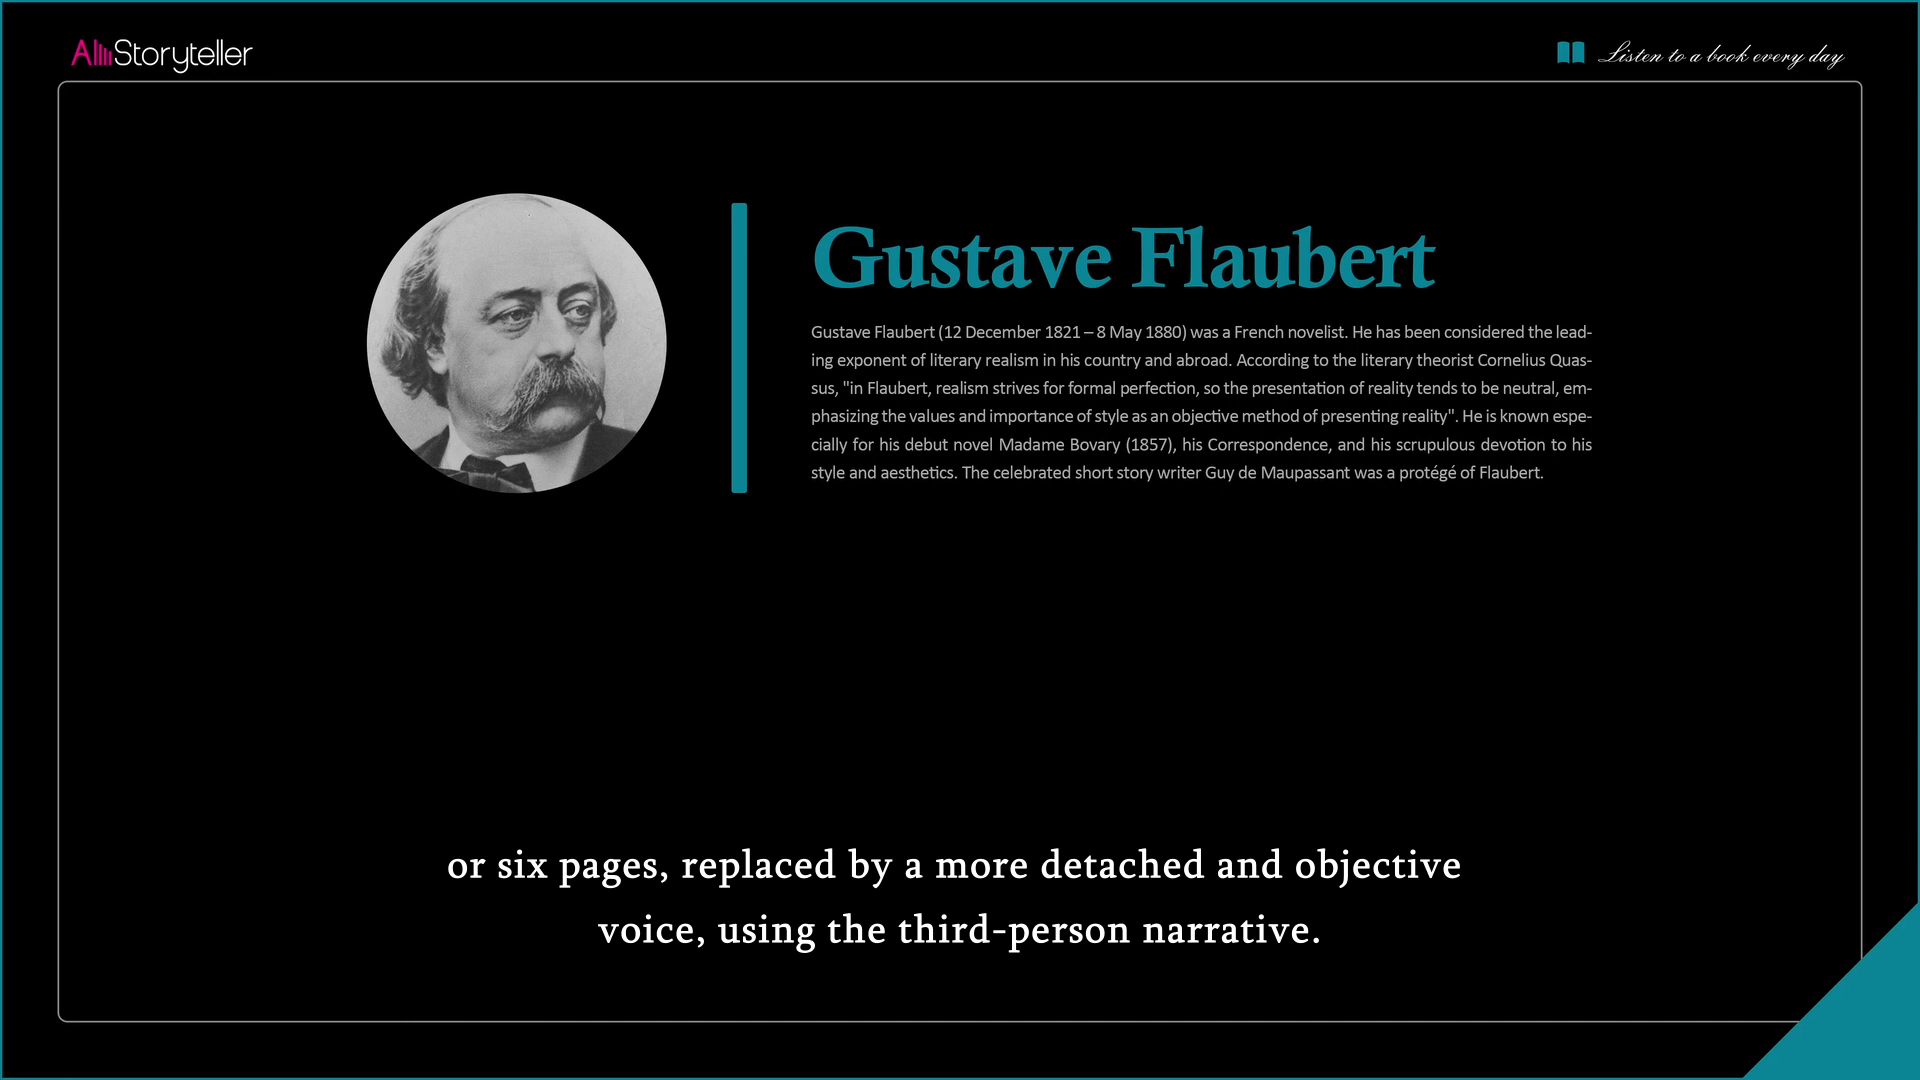 AllStoryteller
Listen to a book every day
Gustave Flaubert
Gustave Flaubert (12 December 1821 – 8 May 1880) was a French novelist. He has been considered the lead-
ing exponent of literary realism in his country and abroad. According to the literary theorist Cornelius Quas-
sus, "in Flaubert, realism strives for formal perfection, so the presentation of reality tends to be neutral, em-
phasizing the values and importance of style as an objective method of presenting reality". He is known espe-
cially for his debut novel Madame Bovary (1857), his Correspondence, and his scrupulous devotion to his
style and aesthetics. The celebrated short story writer Guy de Maupassant was a protégé of Flaubert.
or six pages, replaced by a more detached and objective
voice, using the third-person narrative.